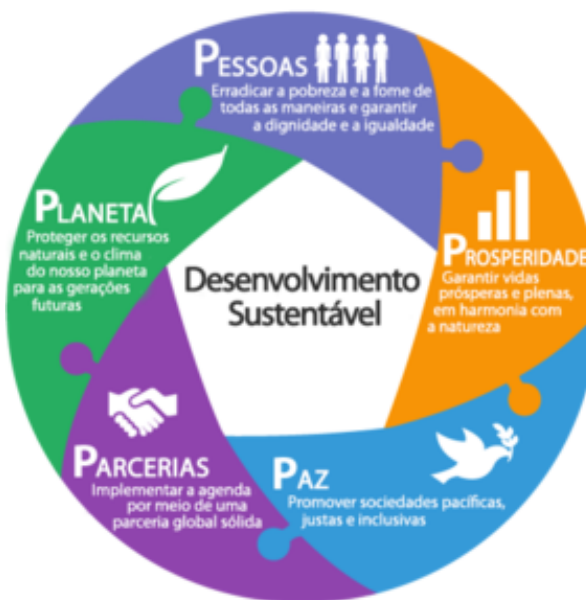 PESSOAS
Erradicar a pobreza e a fome de
todas as maneiras e garantir
a dignidade e a igualdade
PROSPERIDADE
Garantir vidas
prósperas e plenas,
em harmonia com
a natureza
PAZ
Promover sociedades pacíficas,
justas e inclusivas
PARCERIAS
Implementar a agenda
por meio de uma
parceria global sólida
PLANETA
Proteger os recursos
naturais e o clima
do nosso planeta
para as gerações
futuras
Desenvolvimento
Sustentável